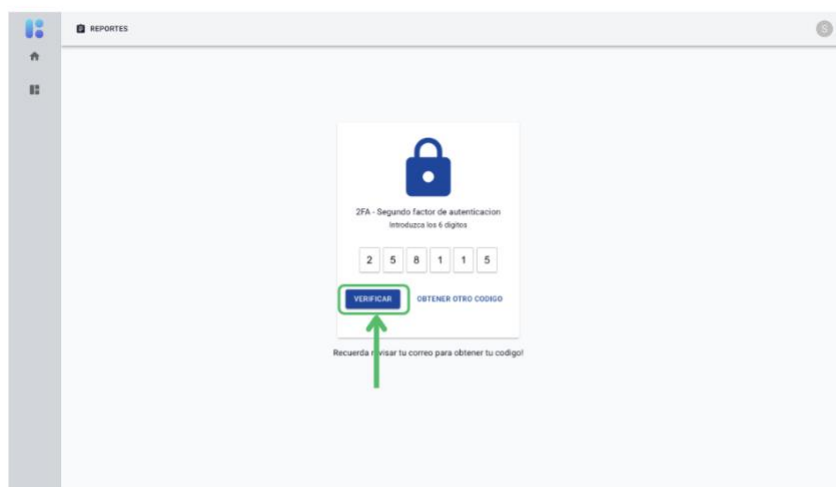 REPORTES
S
2FA - Segundo factor de autenticacion
Introduzca los 6 digitos
2 5 8 1 1 5
VERIFICAR OBTENER OTRO CODIGO
Recuerda revisar tu correo para obtener tu codigo!